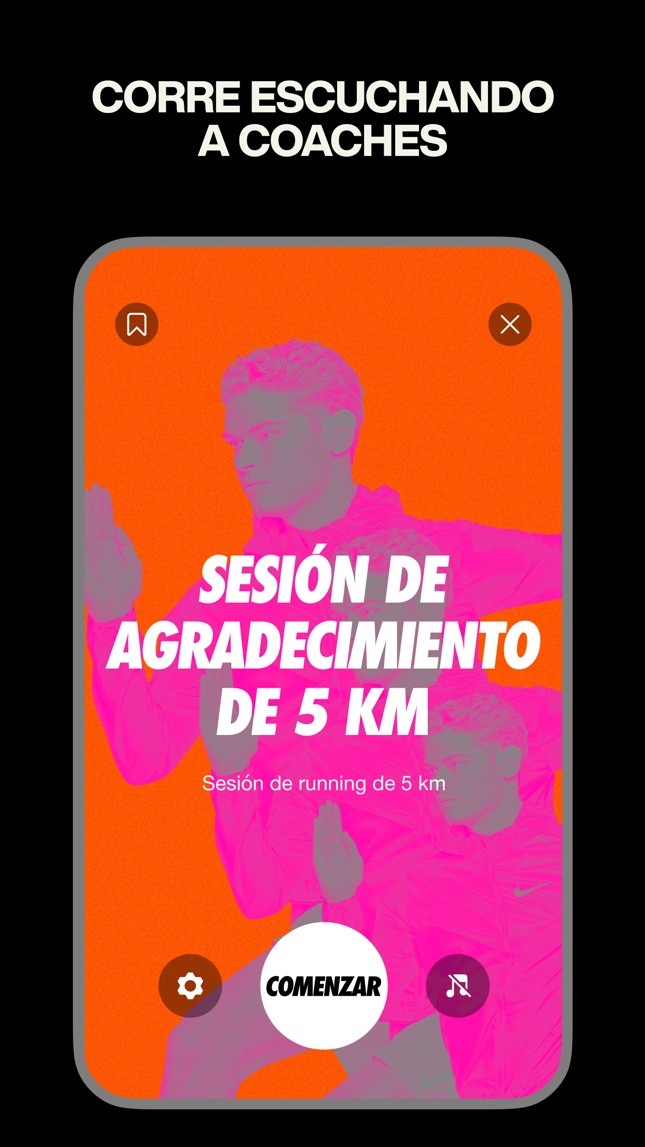 CORRE ESCUCHANDO
A COACHES
SESIÓN DE
AGRADECIMIENTO
DE 5 KM
Sesión de running de 5 km
COMENZAR